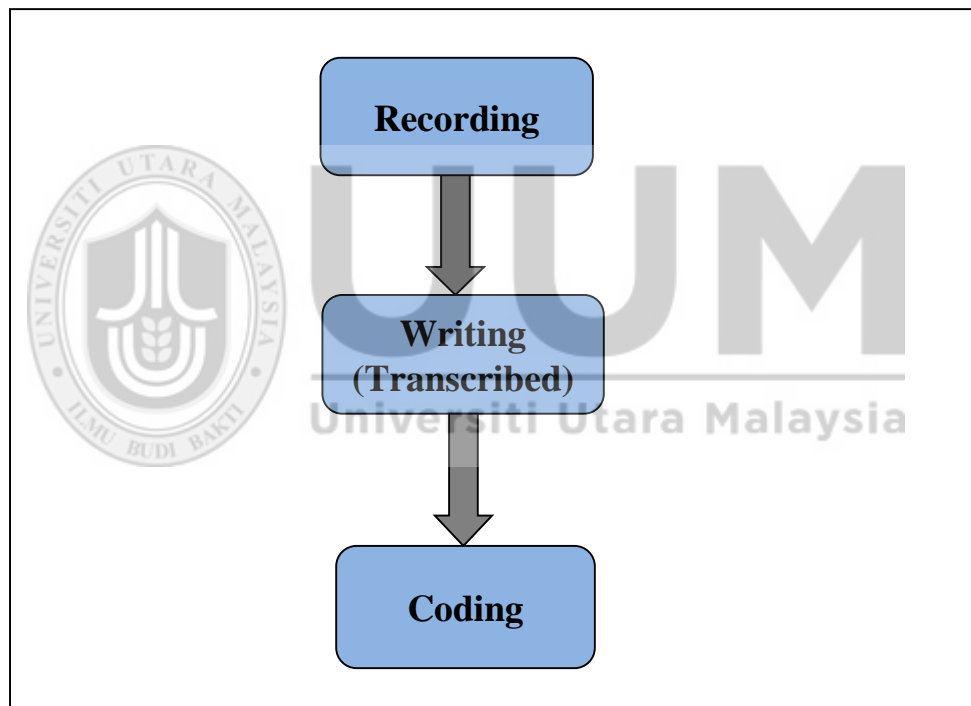 Recording
UNIVERSITI UTARA MALAYSIA
UUM
Writing
(Transcribed)
Universiti Utara Malaysia
ILMU BUDI BAKTI
Coding